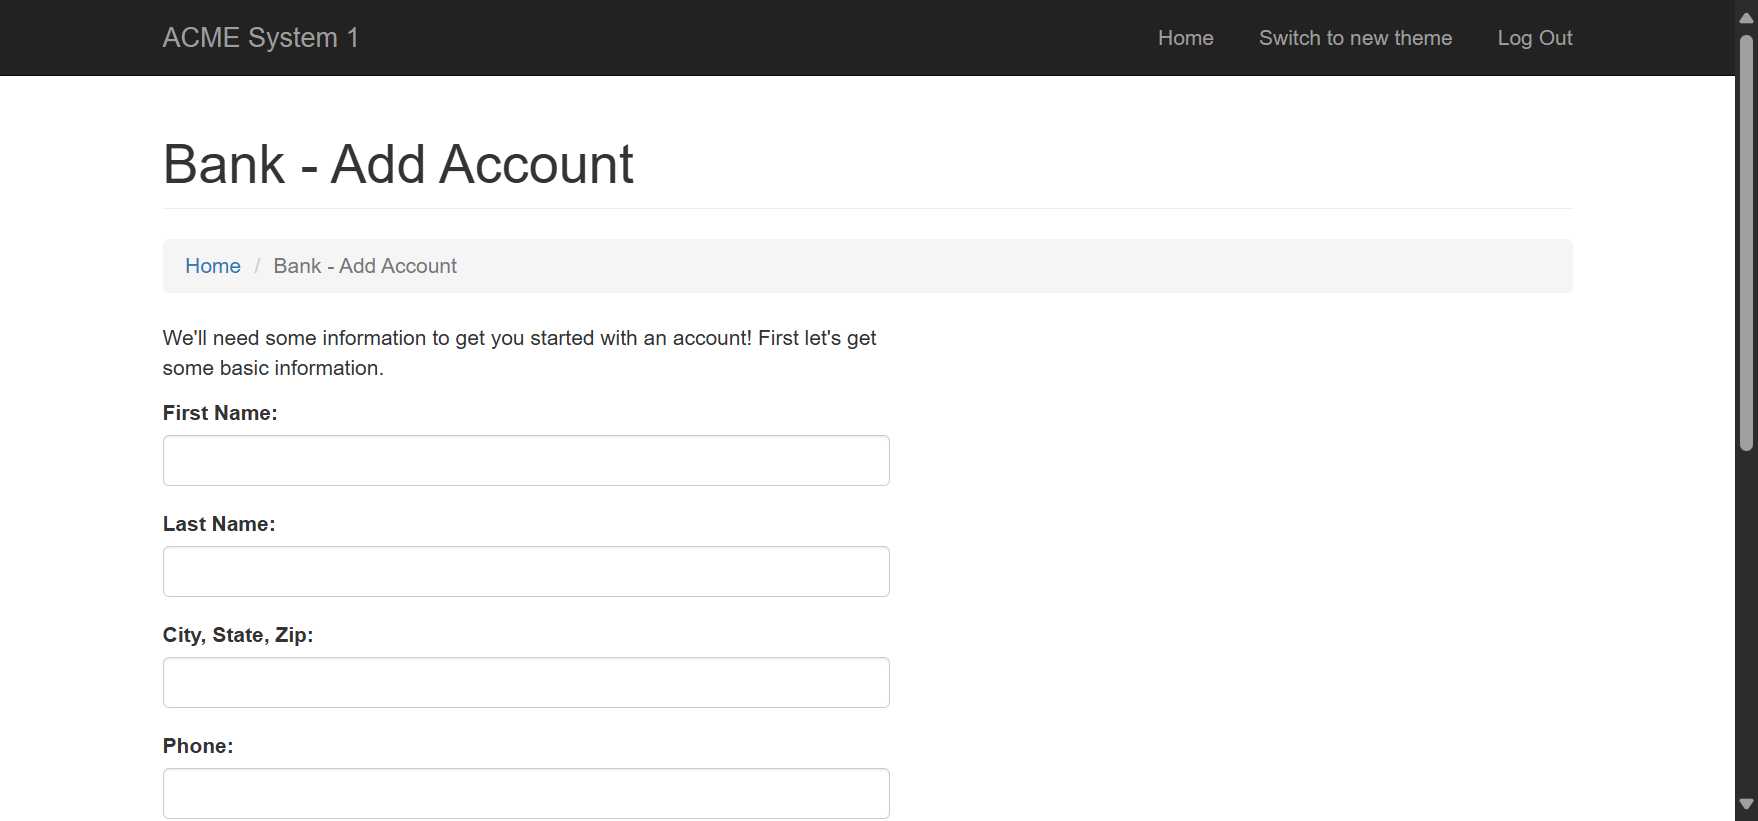 ACME System 1
Home
Switch to new theme
Log Out
Bank - Add Account
Home / Bank - Add Account
We'll need some information to get you started with an account! First let's get
some basic information.
First Name:
Last Name:
City, State, Zip:
Phone: